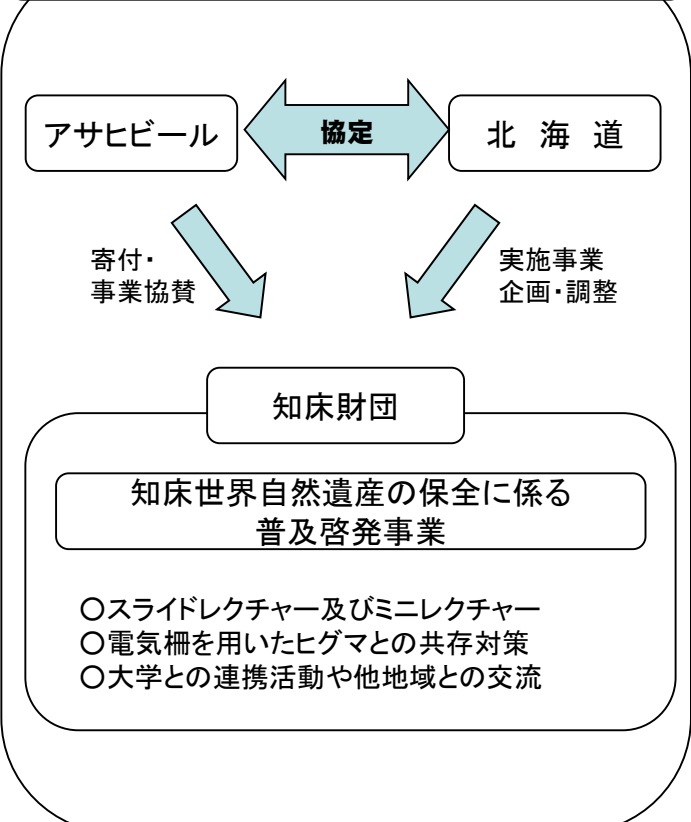 アサヒビール
協定
北　海　道
寄付・
事業協賛
実施事業
企画・調整
知床財団
知床世界自然遺産の保全に係る
普及啓発事業
○スライドレクチャー及びミニレクチャー
○電気柵を用いたヒグマとの共存対策
○大学との連携活動や他地域との交流